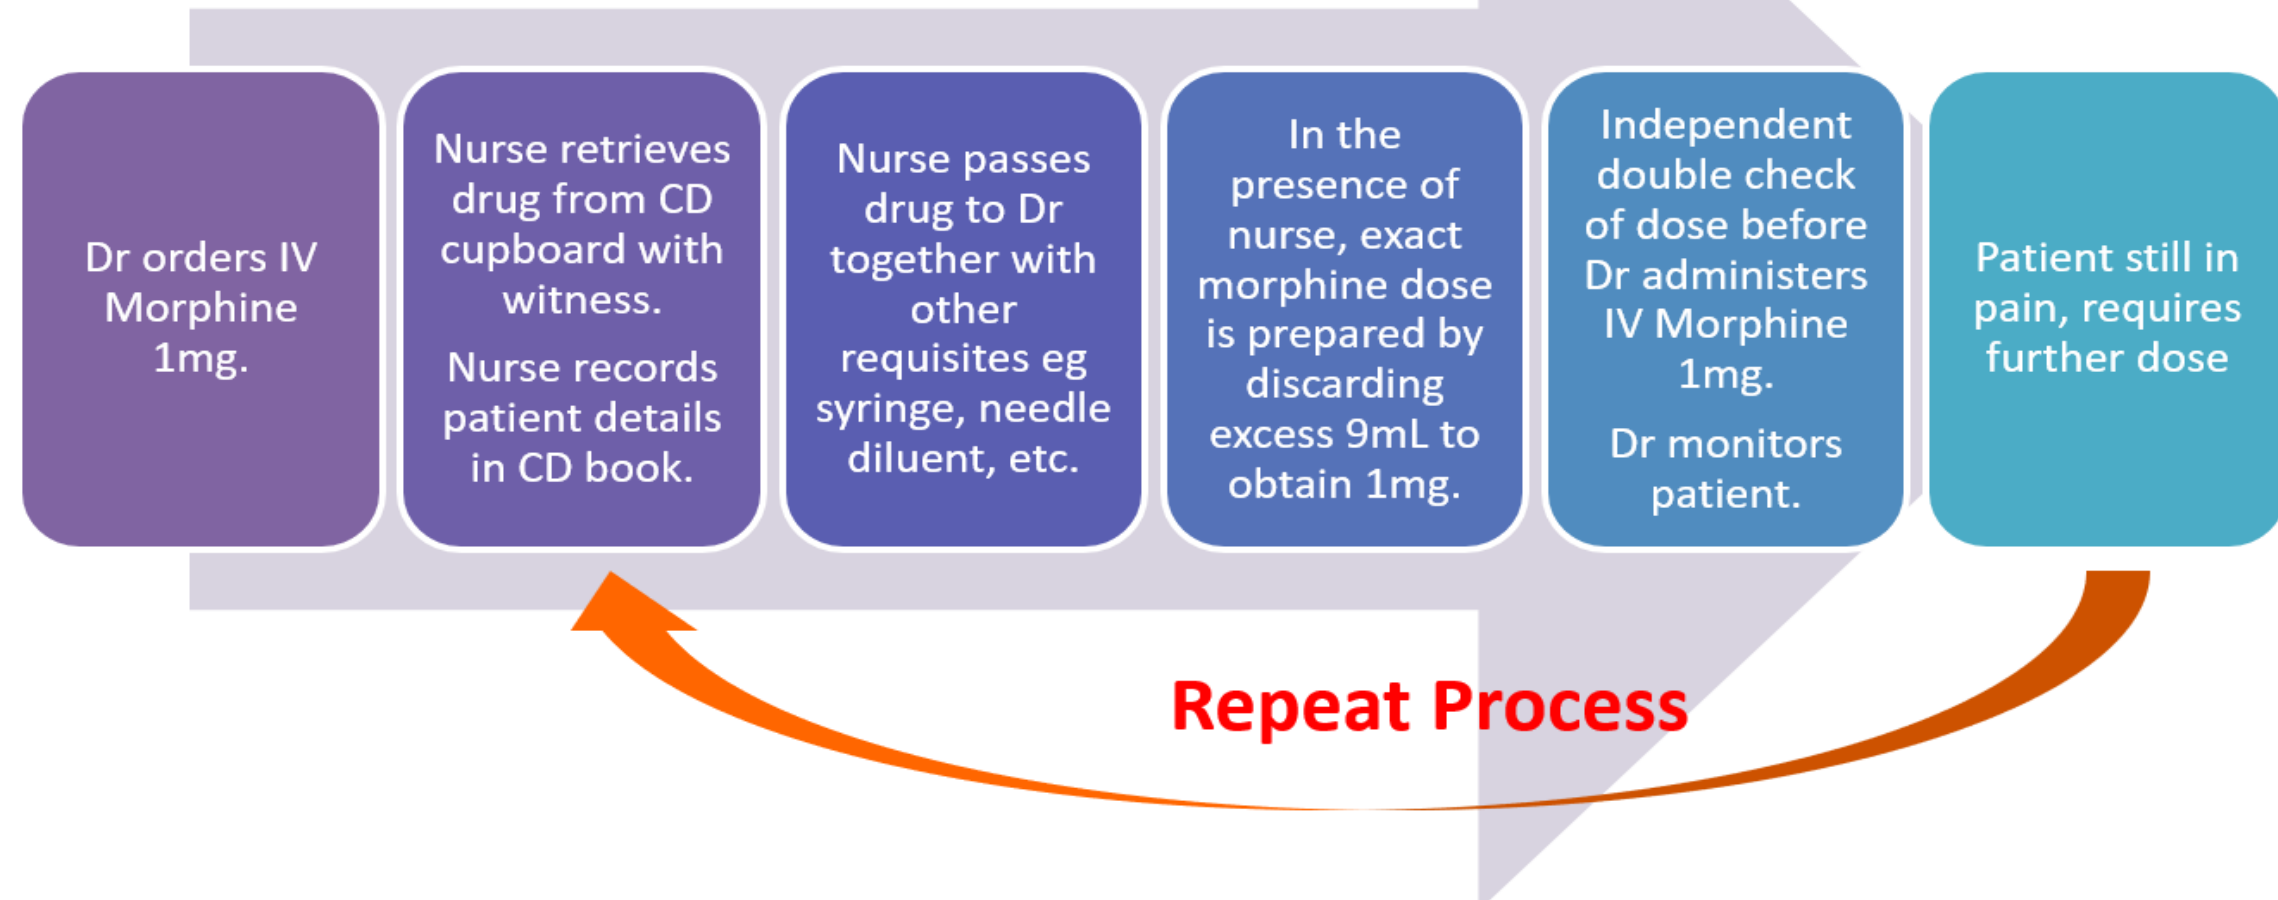 Dr orders IV
Morphine
1mg.
Nurse retrieves
drug from CD
cupboard with
witness.
Nurse records
patient details
in CD book.
Nurse passes
drug to Dr
together with
other
requisites eg
syringe, needle
diluent, etc.
In the
presence of
nurse, exact
morphine dose
is prepared by
discarding
excess 9mL to
obtain 1mg.
Independent
double check
of dose before
Dr administers
IV Morphine
1mg.
Dr monitors
patient.
Patient still in
pain, requires
further dose
Repeat Process